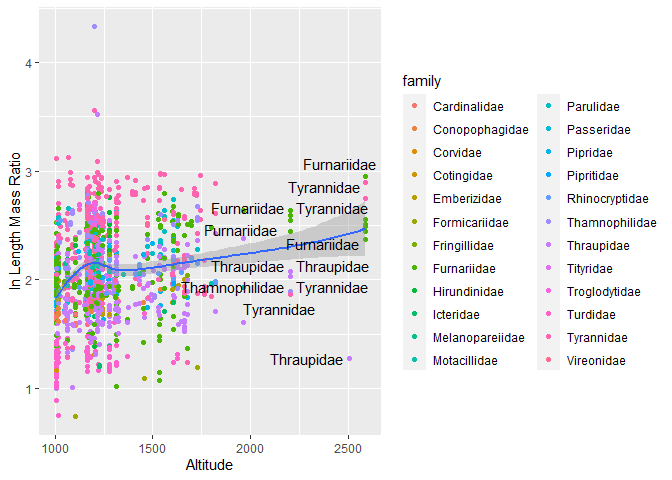 4
3
2
1
1000
1500
2000
2500
Altitude
ln Length Mass Ratio
Furnariidae
Tyrannidae
Furnariidae Tyrannidae
Furnariidae
Furnariidae
Thraupidae Thraupidae
Thamnophilidae Tyrannidae
Tyrannidae
Thraupidae
family
Cardinalidae
Conopophagidae
Corvidae
Cotingidae
Emberizidae
Formicariidae
Fringillidae
Furnariidae
Hirundinidae
Icteridae
Melanopareiidae
Motacillidae
Parulidae
Passeridae
Pipridae
Pipritidae
Rhinocryptidae
Thamnophilidae
Thraupidae
Tityridae
Troglodytidae
Turdidae
Tyrannidae
Vireonidae